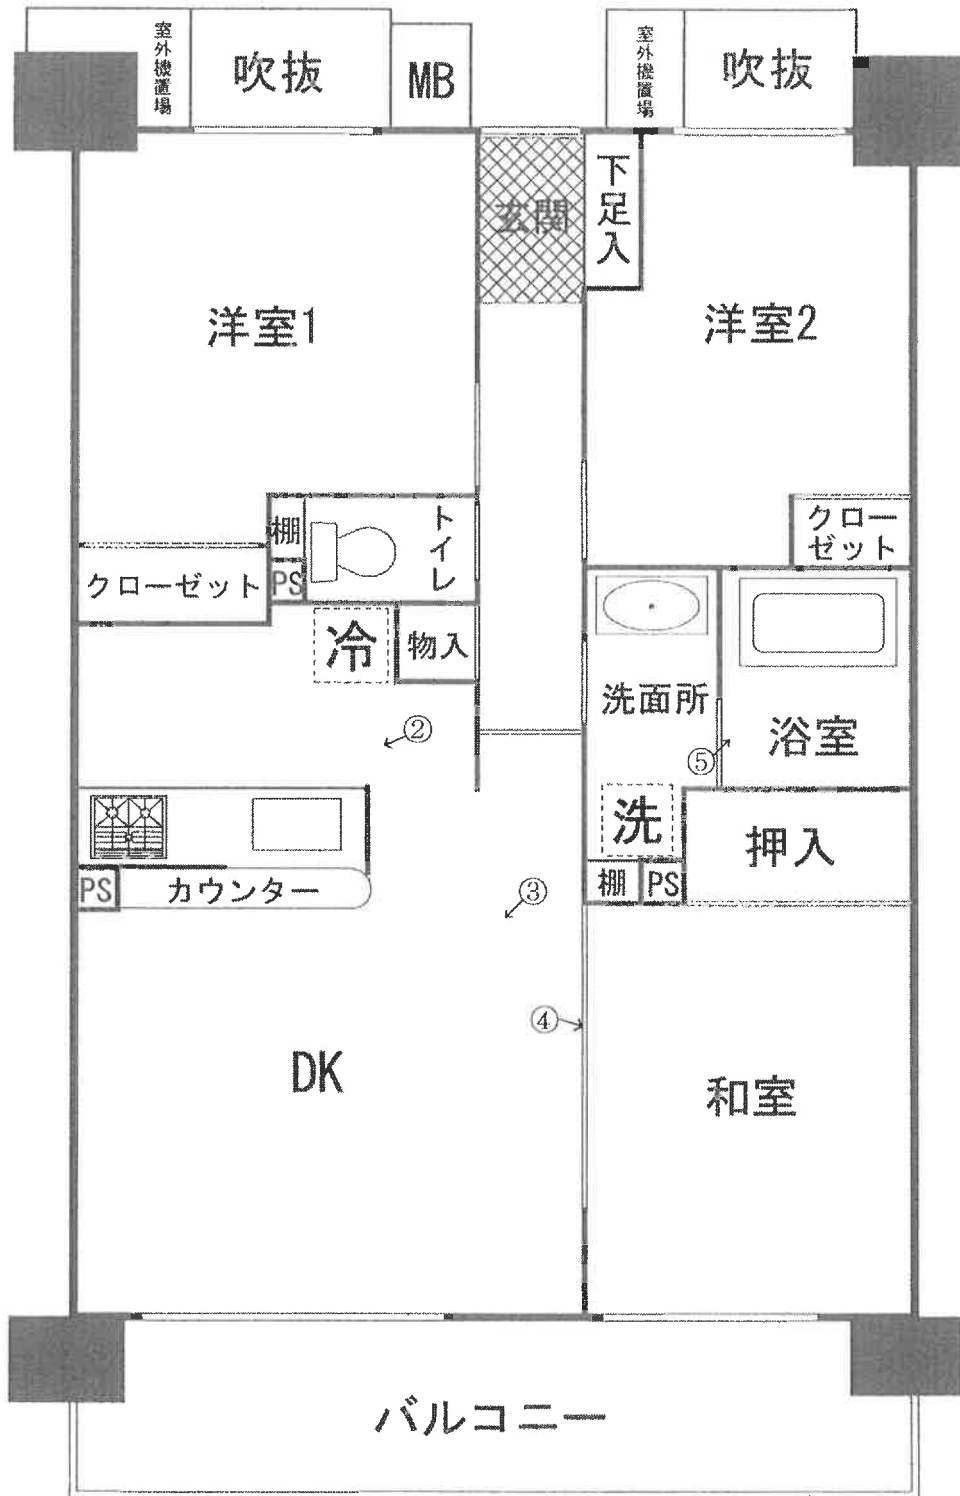 室外機置場
吹抜
MB
室外機置場
吹抜
玄関
下足入
洋室1
洋室2
棚
トイレ
クローゼット
クローゼット
PS
冷
物入
洗面所
②
⑤
浴室
洗
押入
PS
カウンター
③
棚
PS
④
DK
和室
バルコニー